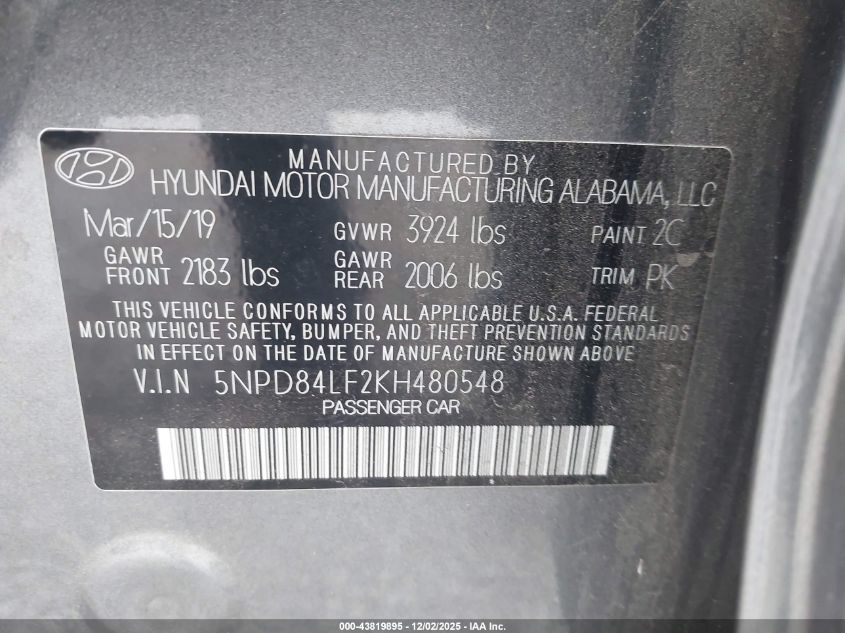 MANUFACTURED BY
HYUNDAI MOTOR MANUFACTURING ALABAMA, LLC
Mar/15/19 GVWR 3924 lbs PAINT 2C
GAWR FRONT 2183 lbs GAWR REAR 2006 lbs TRIM PK
THIS VEHICLE CONFORMS TO ALL APPLICABLE U.S.A. FEDERAL
MOTOR VEHICLE SAFETY, BUMPER, AND THEFT PREVENTION STANDARDS
IN EFFECT ON THE DATE OF MANUFACTURE SHOWN ABOVE
V.I.N 5NPD84LF2KH480548
PASSENGER CAR
000-43819895 - 12/02/2025 - IAA Inc.